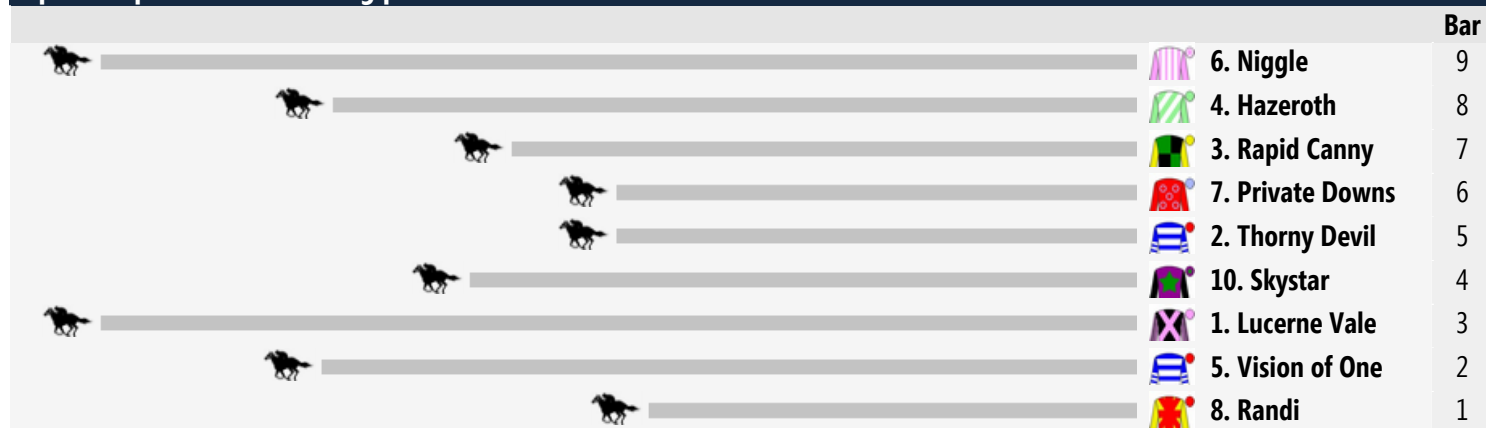 Bar
6. Niggle 9
4. Hazeroth 8
3. Rapid Canny 7
7. Private Downs 6
2. Thorny Devil 5
10. Skystar 4
1. Lucerne Vale 3
5. Vision of One 2
8. Randi 1